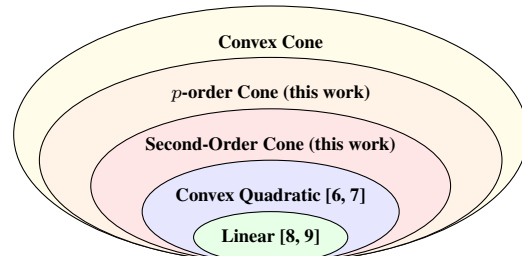 Convex Cone
p-order Cone (this work)
Second-Order Cone (this work)
Convex Quadratic [6, 7]
Linear [8, 9]